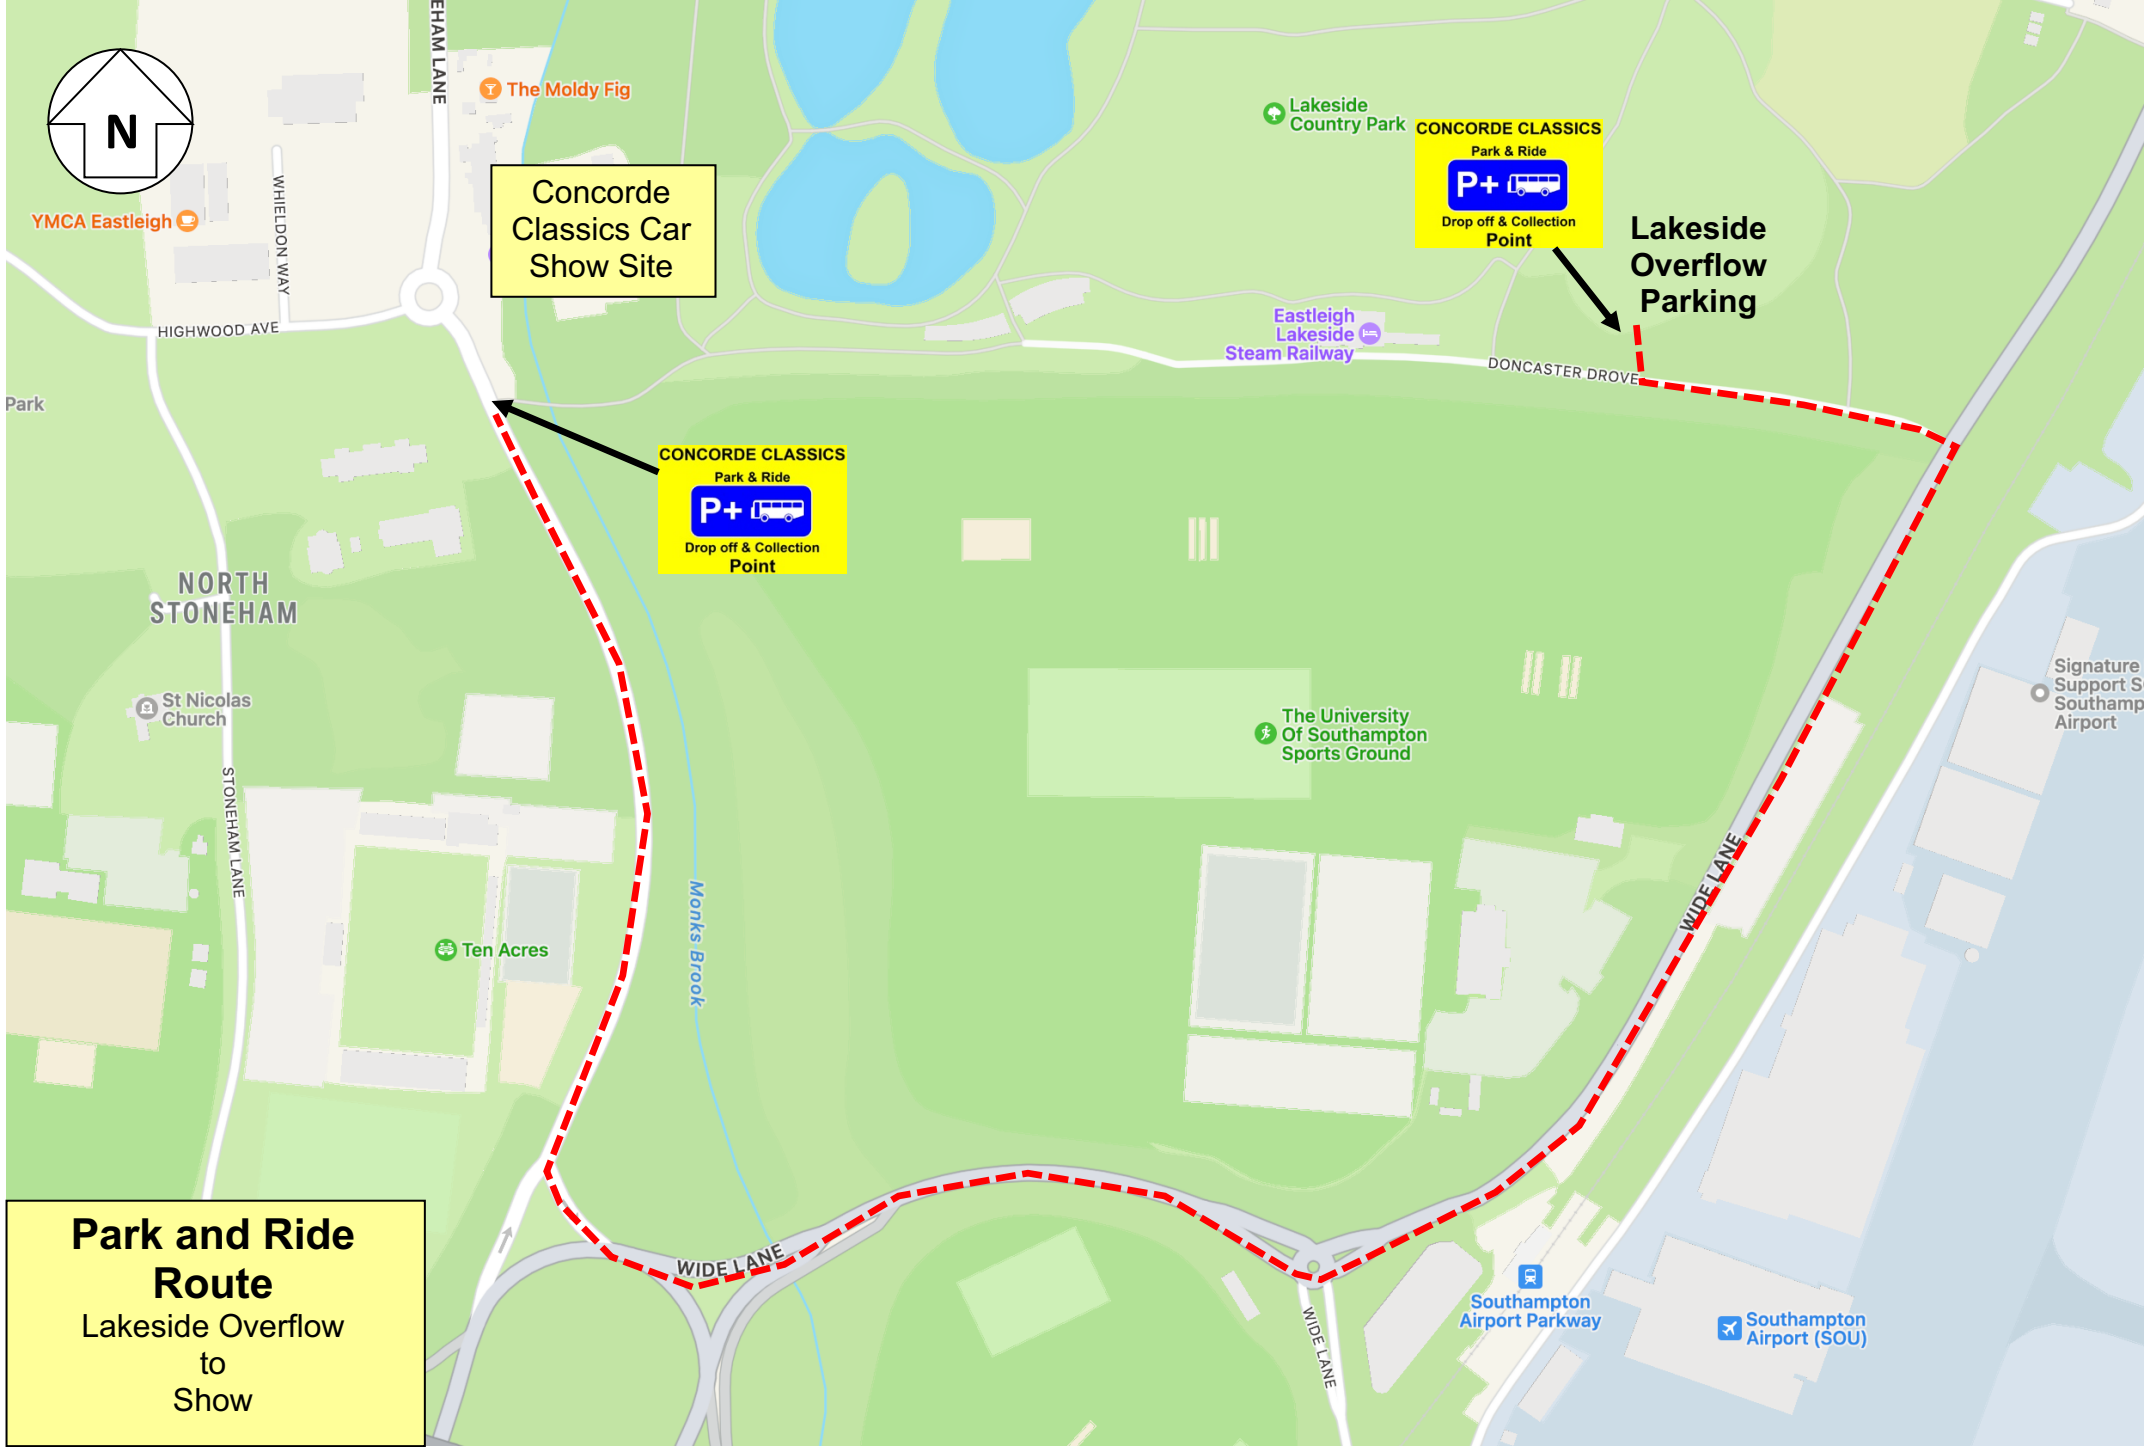 EHAM LANE
N
The Moldy Fig
Lakeside
Country Park
CONCORDE CLASSICS
Park & Ride
P+
Drop off & Collection
Point
Concorde
Classics Car
Show Site
YMCA Eastleigh
WHIELDON WAY
Lakeside
Overflow
Parking
HIGHWOOD AVE
Eastleigh
Lakeside
Steam Railway
DONCASTER DROVE
Park
CONCORDE CLASSICS
Park & Ride
P+
Drop off & Collection
Point
NORTH
STONEHAM
St Nicolas
Church
Signature
Support S
Southamp
Airport
The University
Of Southampton
Sports Ground
STONEHAM LANE
WIDE LANE
Monks Brook
Ten Acres
Park and Ride
Route
Lakeside Overflow
to
Show
WIDE LANE
WIDE LANE
Southampton
Airport Parkway
Southampton
Airport (SOU)